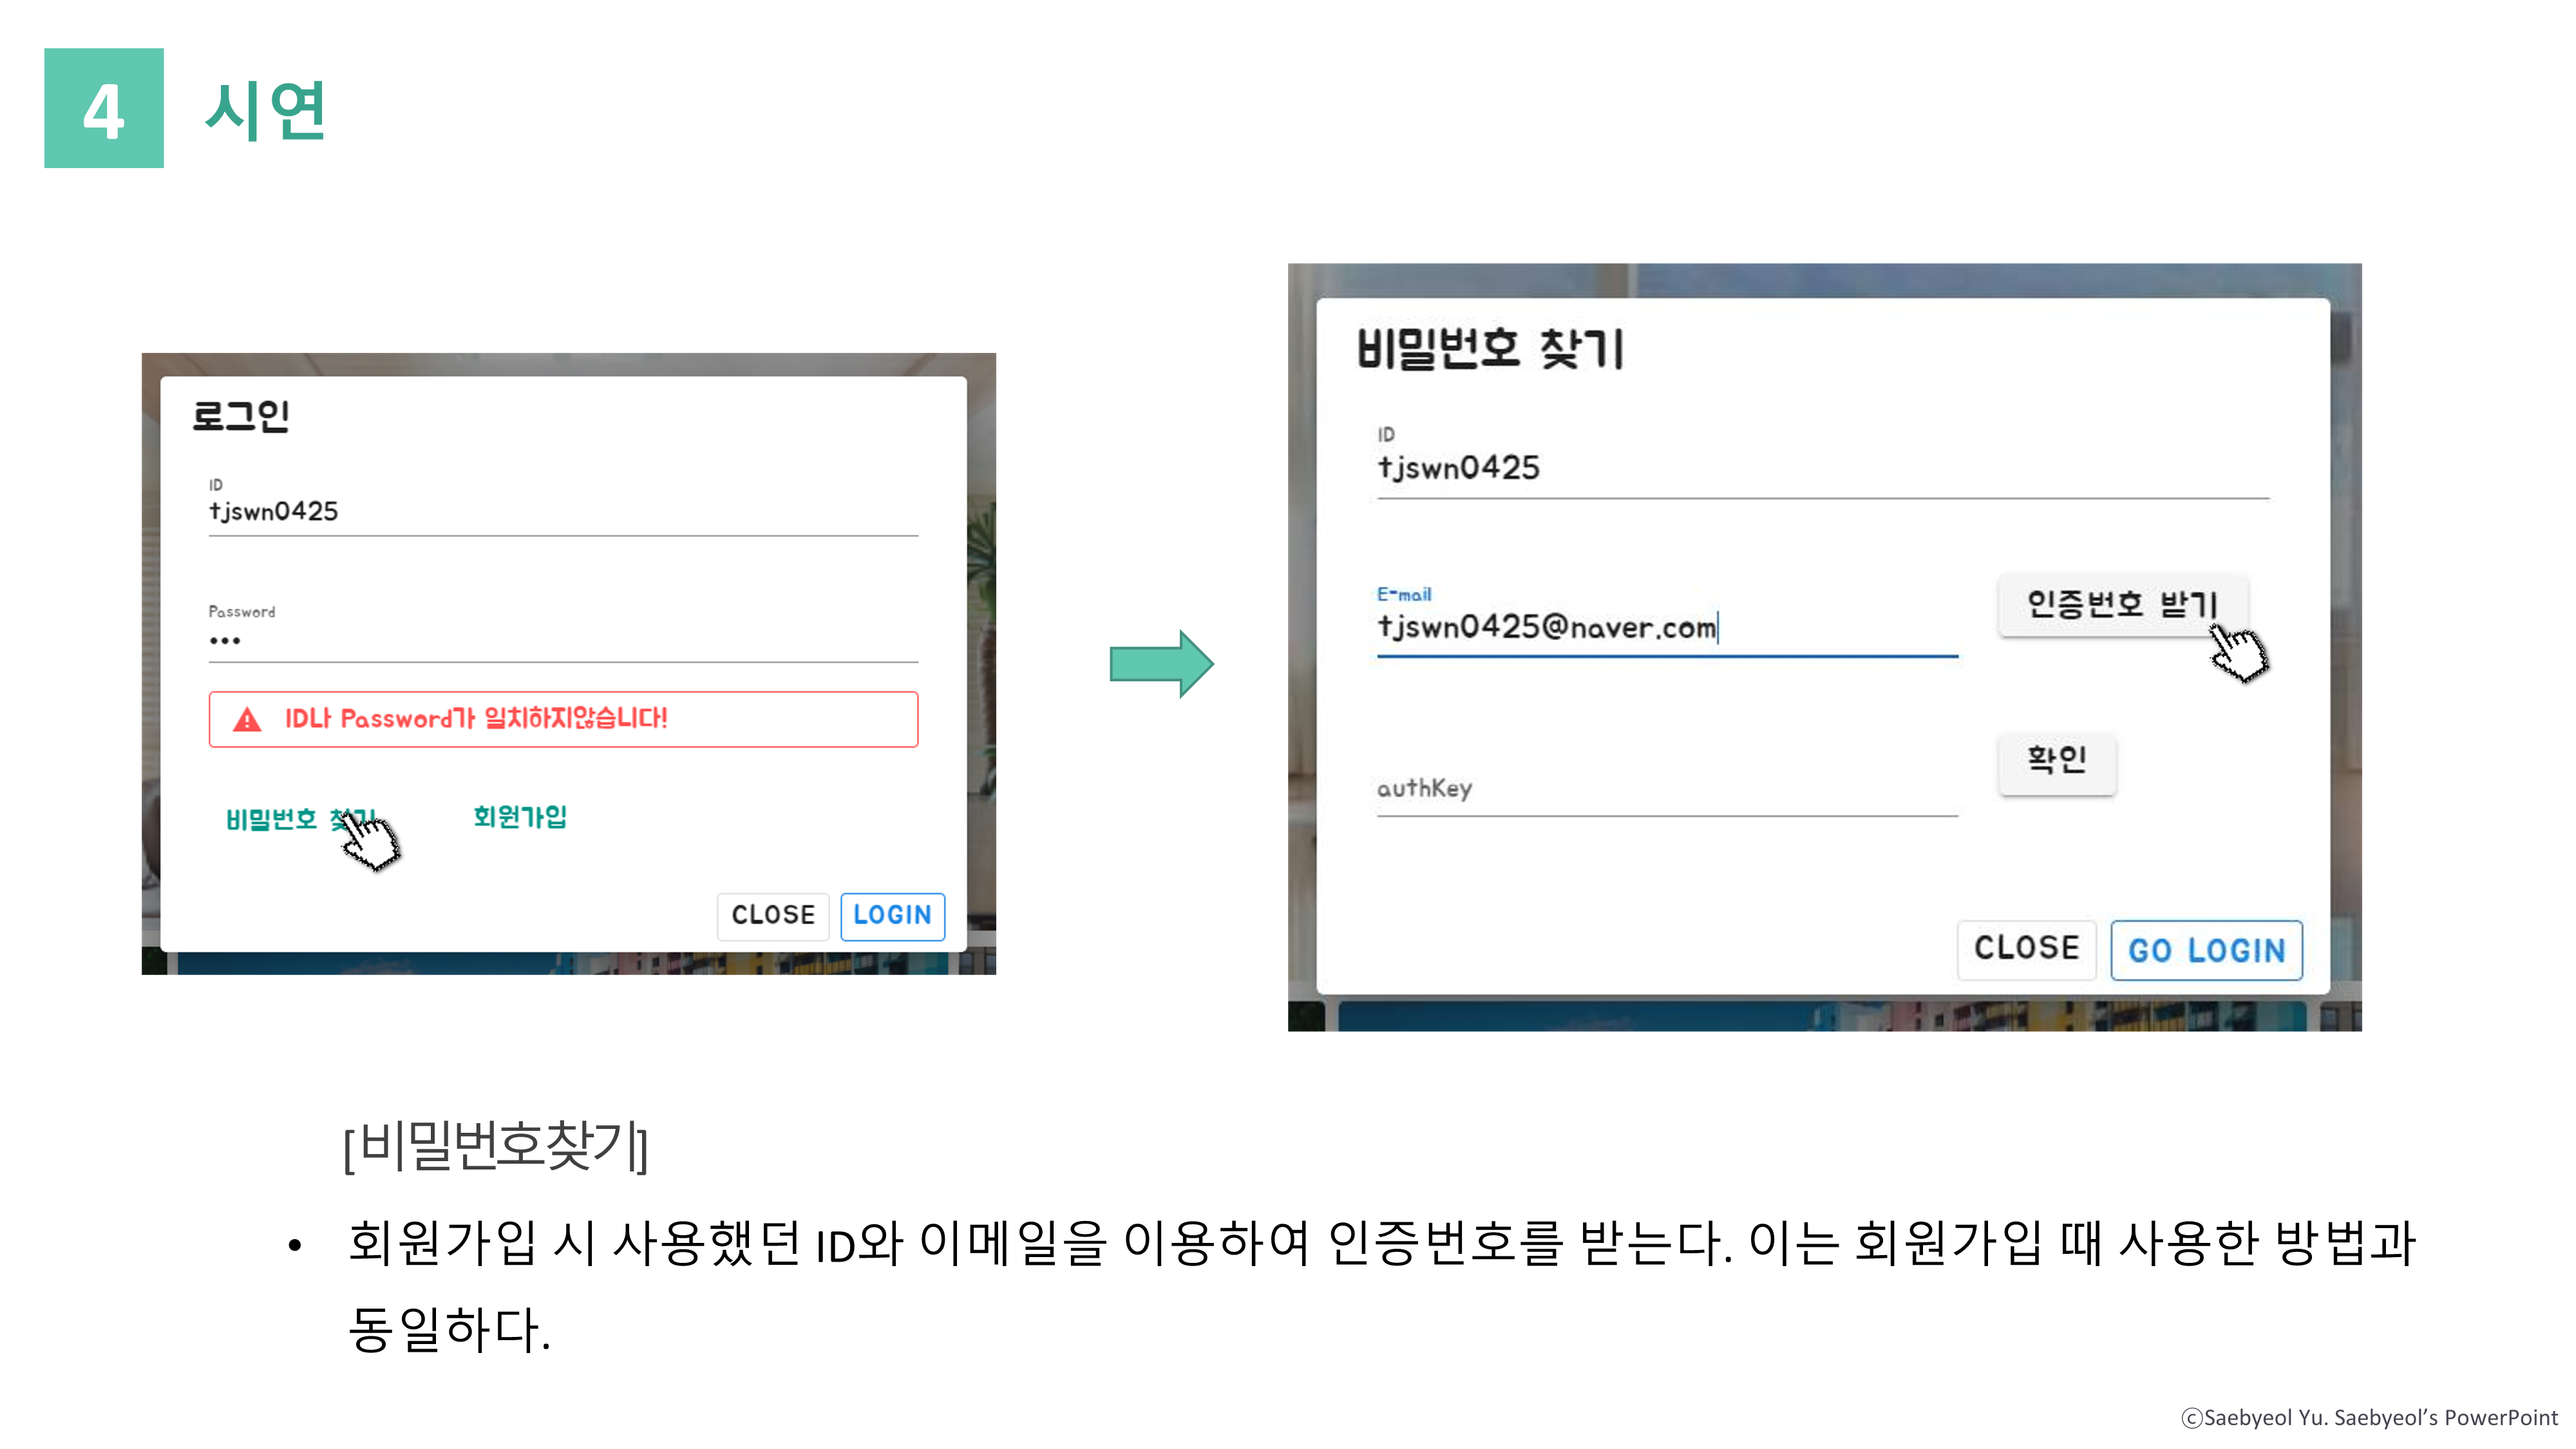 4 시연
로그인
ID
tjswn0425
Password
•••
ID나 Password가 일치하지않습니다!
비밀번호 찾기 회원가입
CLOSE LOGIN
비밀번호 찾기
ID
tjswn0425
E-mail
tjswn0425@naver.com
인증번호 받기
authKey
확인
CLOSE GO LOGIN
[비밀번호찾기]
• 회원가입 시 사용했던 ID와 이메일을 이용하여 인증번호를 받는다. 이는 회원가입 때 사용한 방법과
동일하다.
ⓒSaebyeol Yu. Saebyeol’s PowerPoint